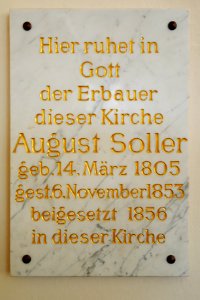 Hier ruhet in
Gott
der Erbauer
dieser Kirche
August Soller
geb. 14. März 1805
gest. 6. November 1853
beigesetzt 1856
in dieser Kirche